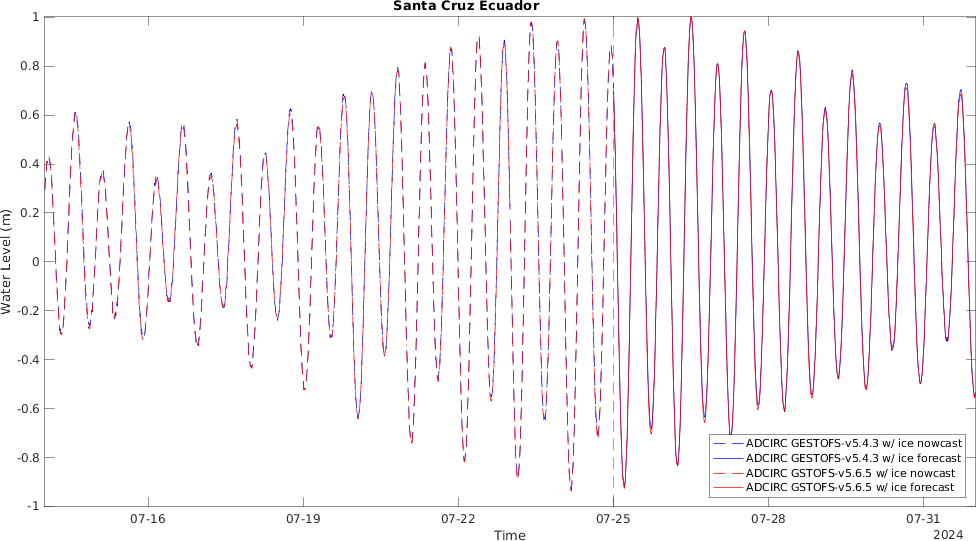 Santa Cruz Ecuador
Water Level (m)
1
0.8
0.6
0.4
0.2
0
-0.2
-0.4
-0.6
-0.8
-1
ADCIRC GESTOFS-v5.4.3 w/ ice nowcast
ADCIRC GESTOFS-v5.4.3 w/ ice forecast
ADCIRC GSTOFS-v5.6.5 w/ ice nowcast
ADCIRC GSTOFS-v5.6.5 w/ ice forecast
07-16 07-19 07-22 07-25 07-28 07-31
Time 2024